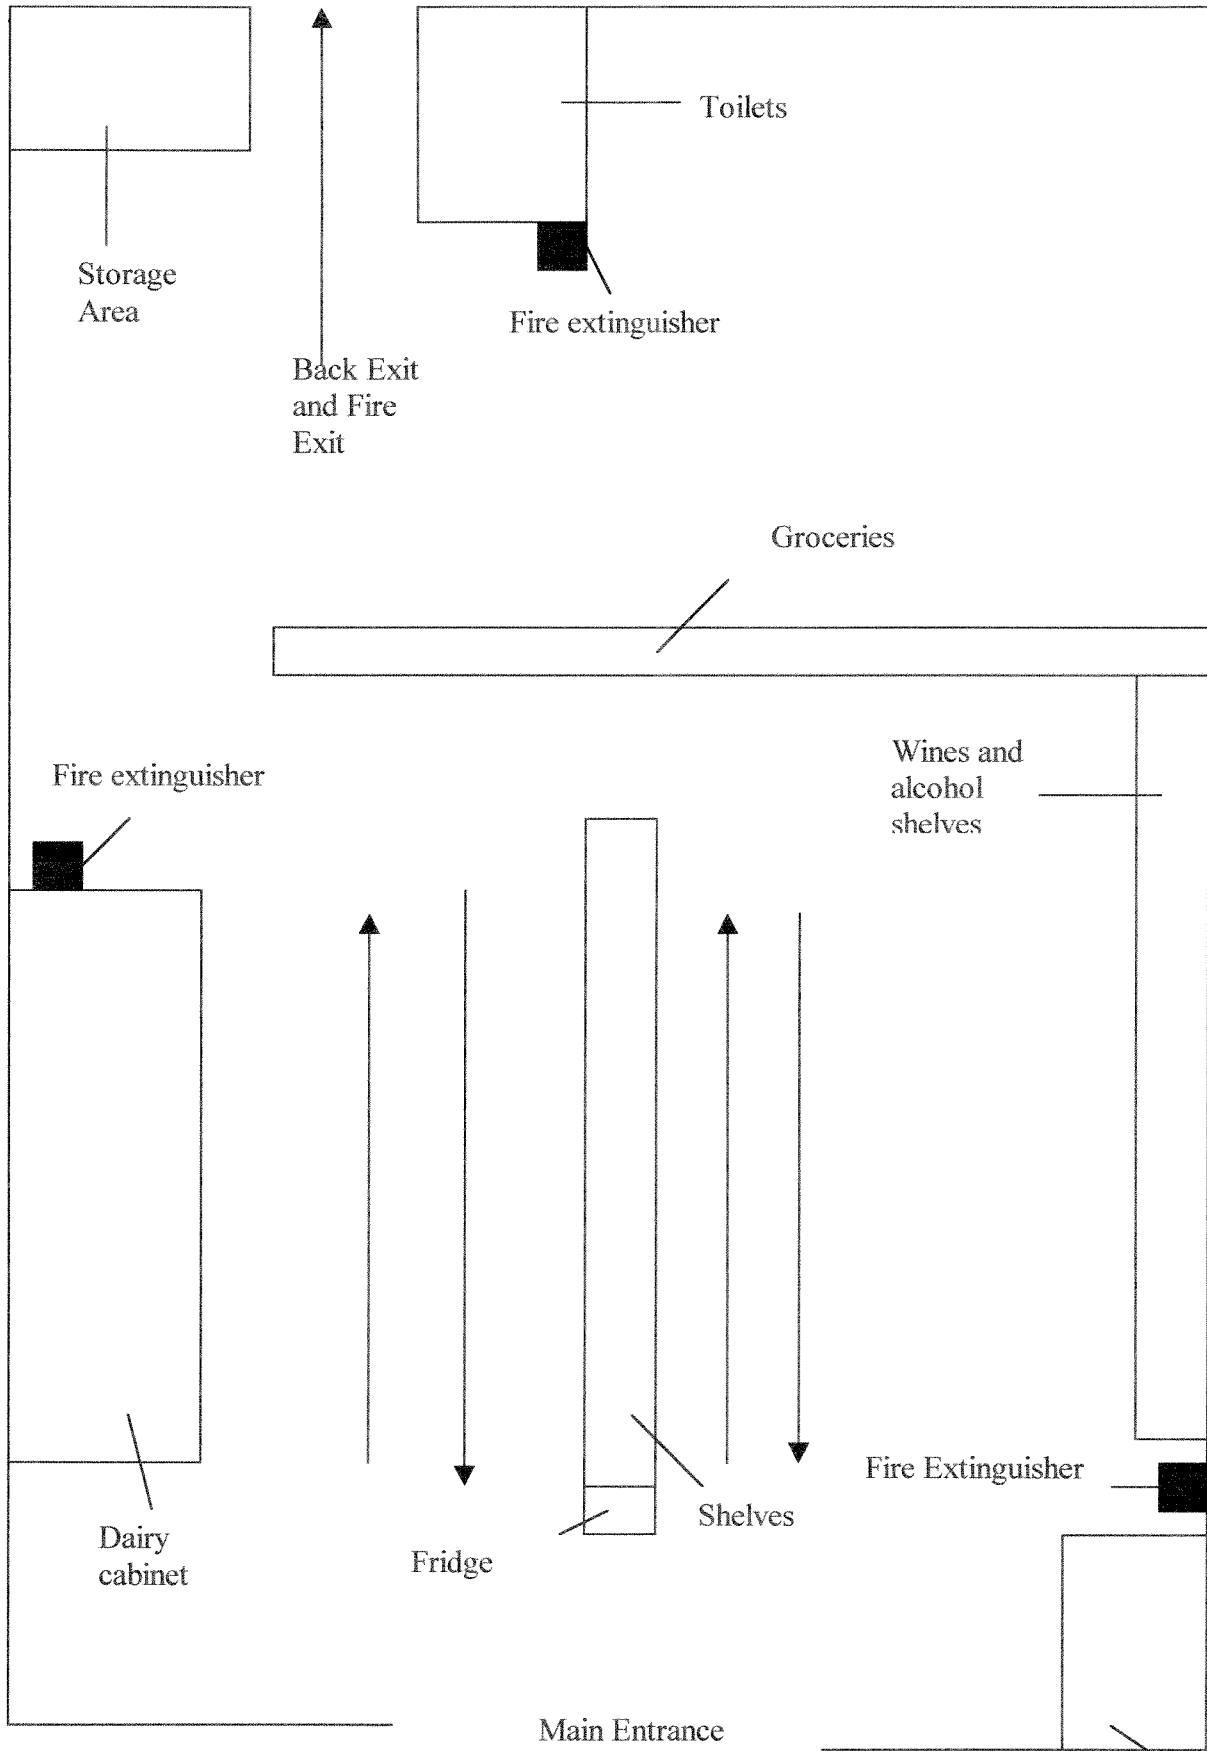 Toilets
Storage
Area
Fire extinguisher
Back Exit
and Fire
Exit
Groceries
Wines and
alcohol
shelves
Fire extinguisher
Fire Extinguisher
Shelves
Dairy
cabinet
Fridge
Main Entrance